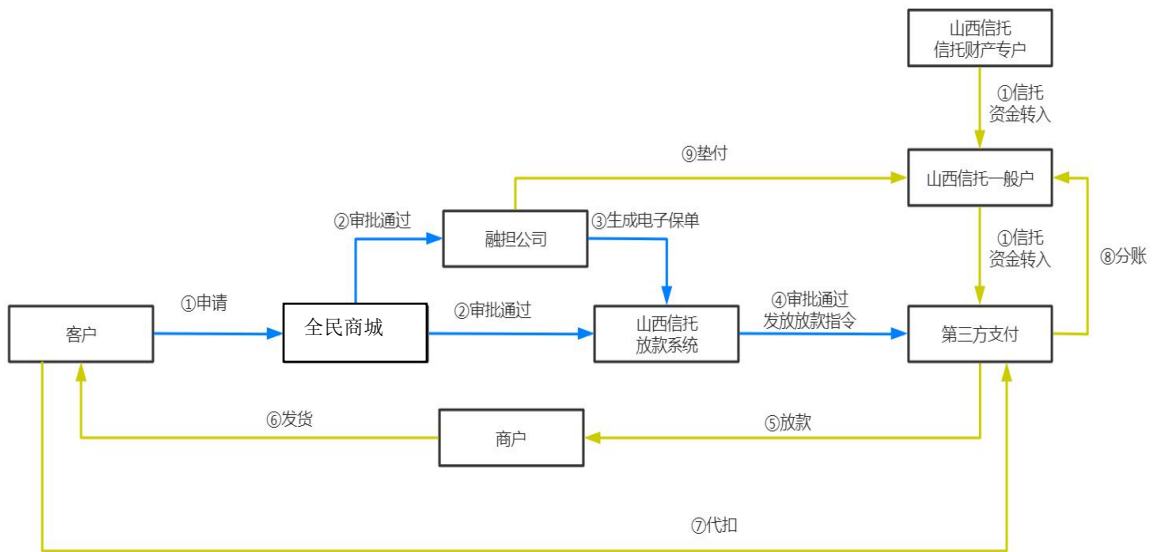 山西信托
信托财产专户
①信托
资金转入
⑨垫付
山西信托一般户
②审批通过
融担公司
③生成电子保单
①信托
资金转入
⑧分账
①申请
②审批通过
④审批通过
发放放款指令
客户
全民商城
山西信托
放款系统
第三方支付
⑥发货
商户
⑤放款
⑦代扣